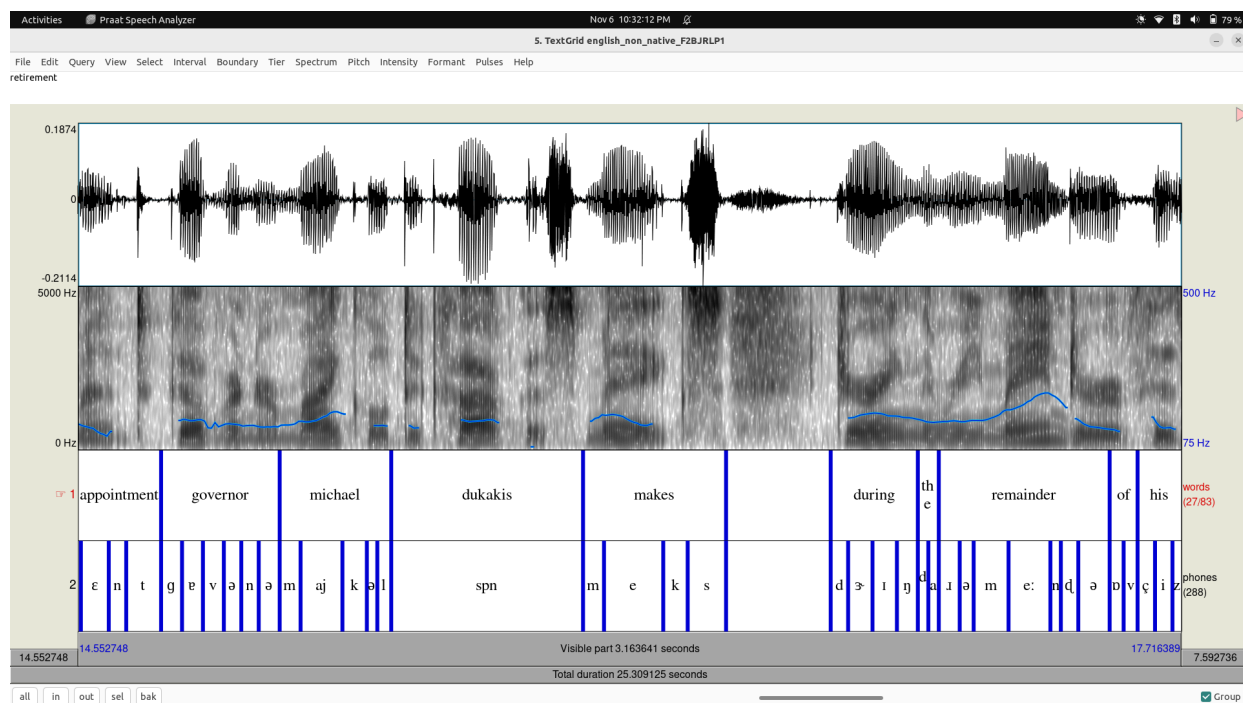 Activities Praat Speech Analyzer Nov 6 10:32:12 PM 79 %
5. TextGrid english_non_native_F2BJRLP1
File Edit Query View Select Interval Boundary Tier Spectrum Pitch Intensity Formant Pulses Help
retirement
0.1874
0
-0.2114
5000 Hz 500 Hz
0 Hz 75 Hz
☞ 1 appointment governor michael dukakis makes during the remainder of his words
(27/83)
2 ɛ n t ɡ ɐ v ə n ə m aj k ə l spn m e k s d ɝ ɪ ŋ d a ɹ ə m eː n ɖ ə ɒ v ç i z phones
(288)
14.552748 Visible part 3.163641 seconds 17.716389
14.552748 7.592736
Total duration 25.309125 seconds
all in out sel bak Group